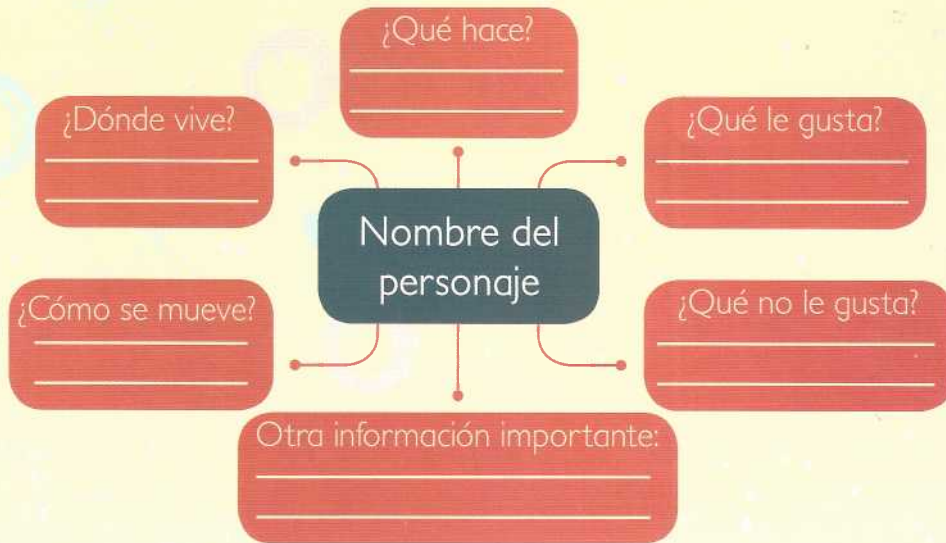 ¿Qué hace?
¿Dónde vive?
¿Qué le gusta?
Nombre del
personaje
¿Cómo se mueve?
¿Qué no le gusta?
Otra información importante: